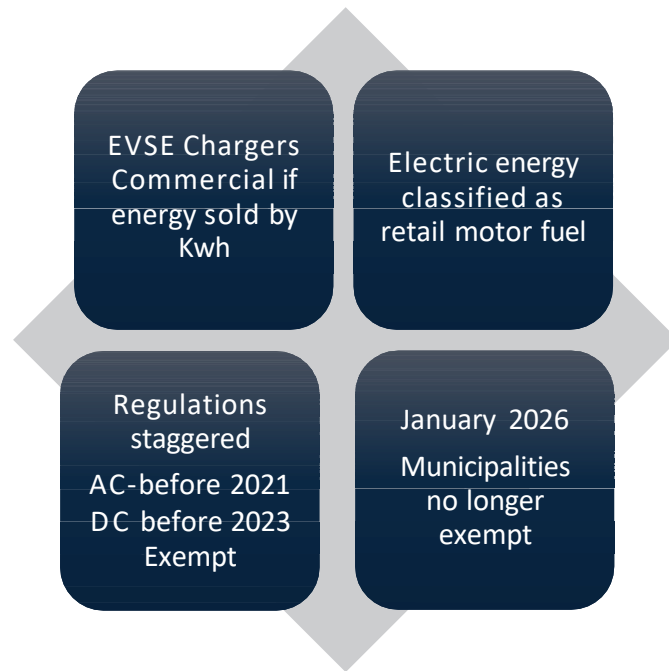 EVSE Chargers
Commercial if
energy sold by
Kwh
Electric energy
classified as
retail motor fuel
Regulations
staggered
AC-before 2021
DC before 2023
Exempt
January 2026
Municipalities
no longer
exempt